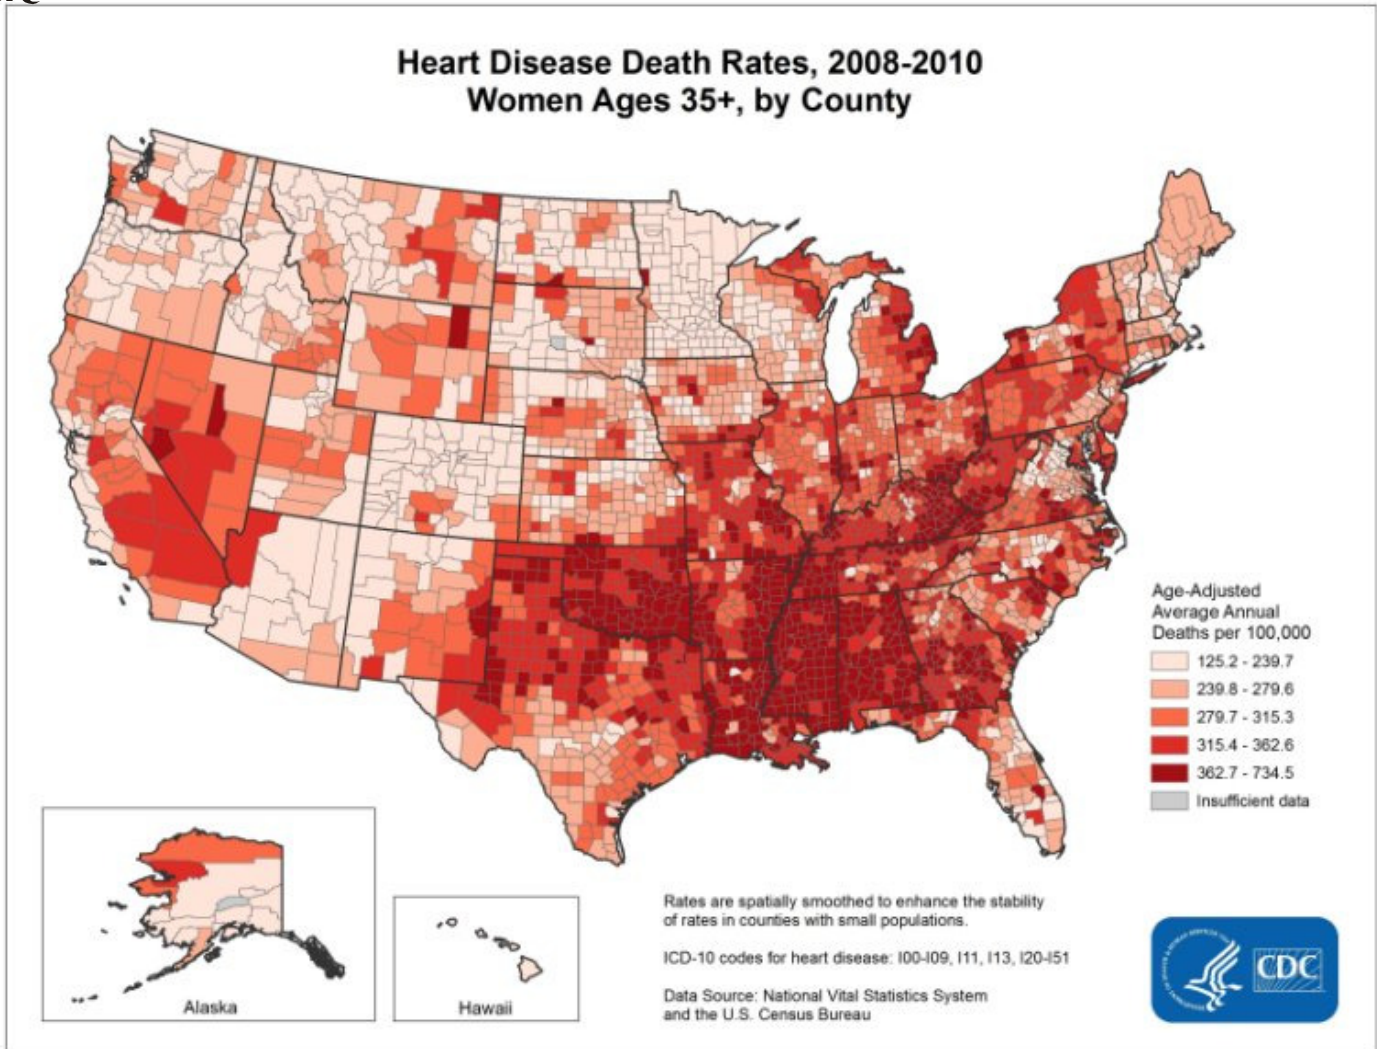 Heart Disease Death Rates, 2008-2010
Women Ages 35+, by County
Age-Adjusted
Average Annual
Deaths per 100,000
125.2 - 239.7
239.8 - 279.6
279.7 - 315.3
315.4 - 362.6
362.7 - 734.5
Insufficient data
Alaska
Hawaii
Rates are spatially smoothed to enhance the stability
of rates in counties with small populations.
ICD-10 codes for heart disease: I00-I09, I11, I13, I20-I51
Data Source: National Vital Statistics System
and the U.S. Census Bureau
CDC